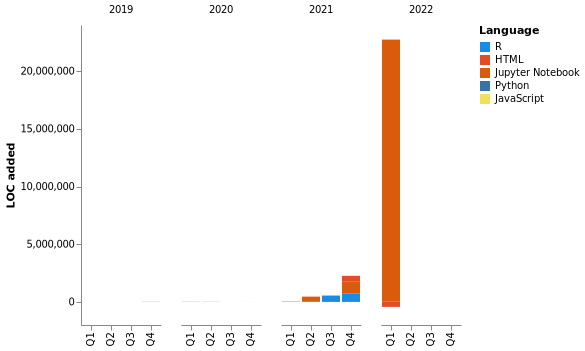 2019 2020 2021 2022
Language
R
HTML
Jupyter Notebook
Python
JavaScript
LOC added
20,000,000
15,000,000
10,000,000
5,000,000
0
Q1 Q2 Q3 Q4 Q1 Q2 Q3 Q4 Q1 Q2 Q3 Q4 Q1 Q2 Q3 Q4